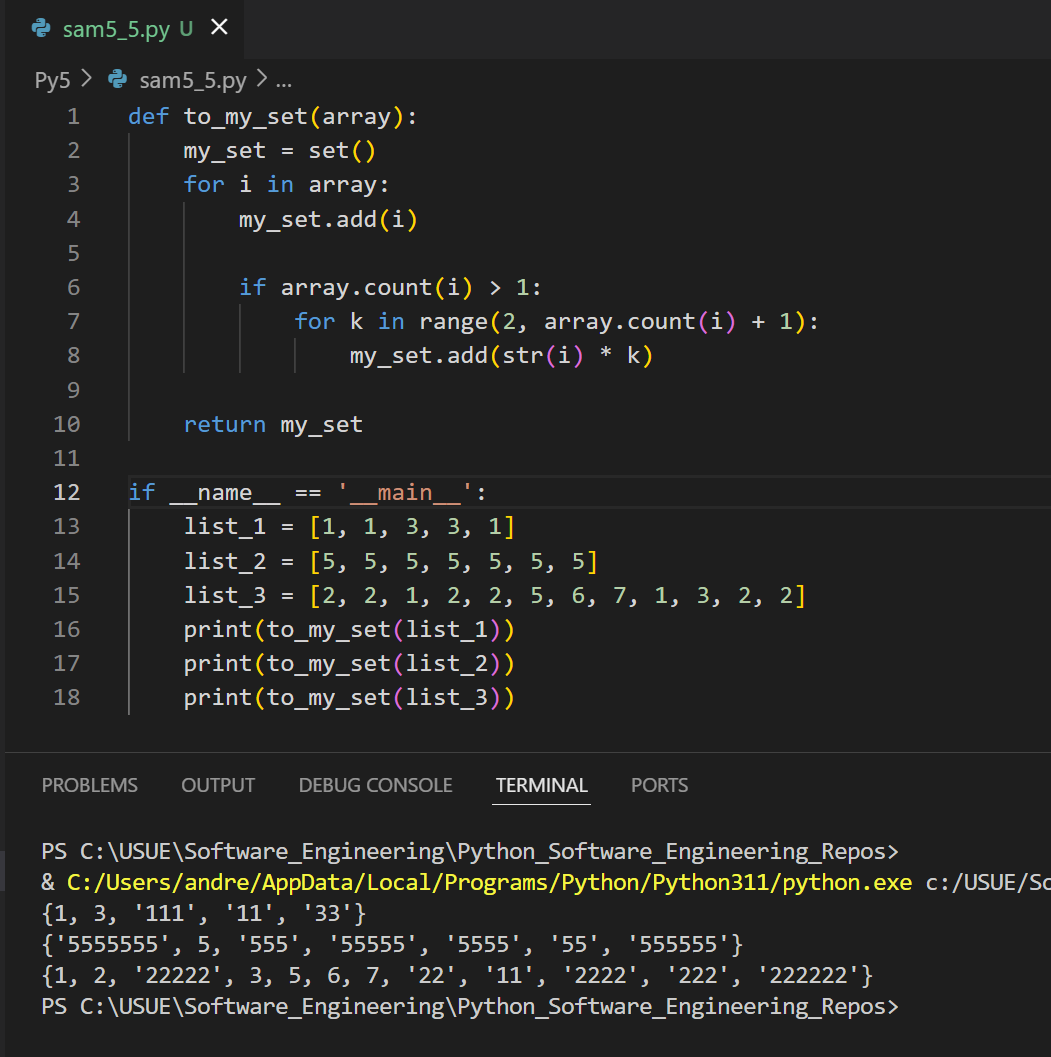 sam5_5.py U ×
Py5 > sam5_5.py > ...
1 def to_my_set(array):
2     my_set = set()
3     for i in array:
4         my_set.add(i)
5
6         if array.count(i) > 1:
7             for k in range(2, array.count(i) + 1):
8                 my_set.add(str(i) * k)
9
10     return my_set
11
12 if __name__ == '__main__':
13     list_1 = [1, 1, 3, 3, 1]
14     list_2 = [5, 5, 5, 5, 5, 5, 5]
15     list_3 = [2, 2, 1, 2, 2, 5, 6, 7, 1, 3, 2, 2]
16     print(to_my_set(list_1))
17     print(to_my_set(list_2))
18     print(to_my_set(list_3))
PROBLEMS OUTPUT DEBUG CONSOLE TERMINAL PORTS
PS C:\USUE\Software_Engineering\Python_Software_Engineering_Repos>
& C:/Users/andre/AppData/Local/Programs/Python/Python311/python.exe c:/USUE/So
{1, 3, '111', '11', '33'}
{'5555555', 5, '555', '55555', '5555', '55', '555555'}
{1, 2, '22222', 3, 5, 6, 7, '22', '11', '2222', '222', '222222'}
PS C:\USUE\Software_Engineering\Python_Software_Engineering_Repos>